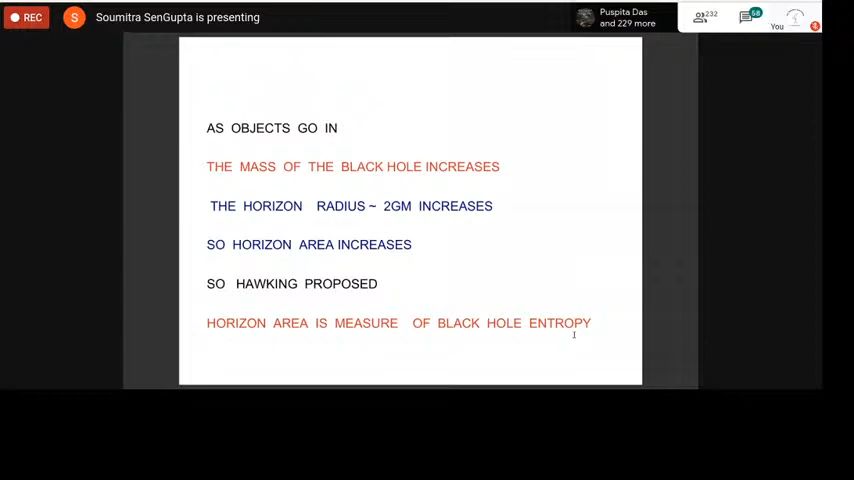 REC
S
Soumitra SenGupta is presenting
Puspita Das
and 229 more
232
58
You
AS OBJECTS GO IN
THE MASS OF THE BLACK HOLE INCREASES
THE HORIZON RADIUS ~ 2GM INCREASES
SO HORIZON AREA INCREASES
SO HAWKING PROPOSED
HORIZON AREA IS MEASURE OF BLACK HOLE ENTROPY